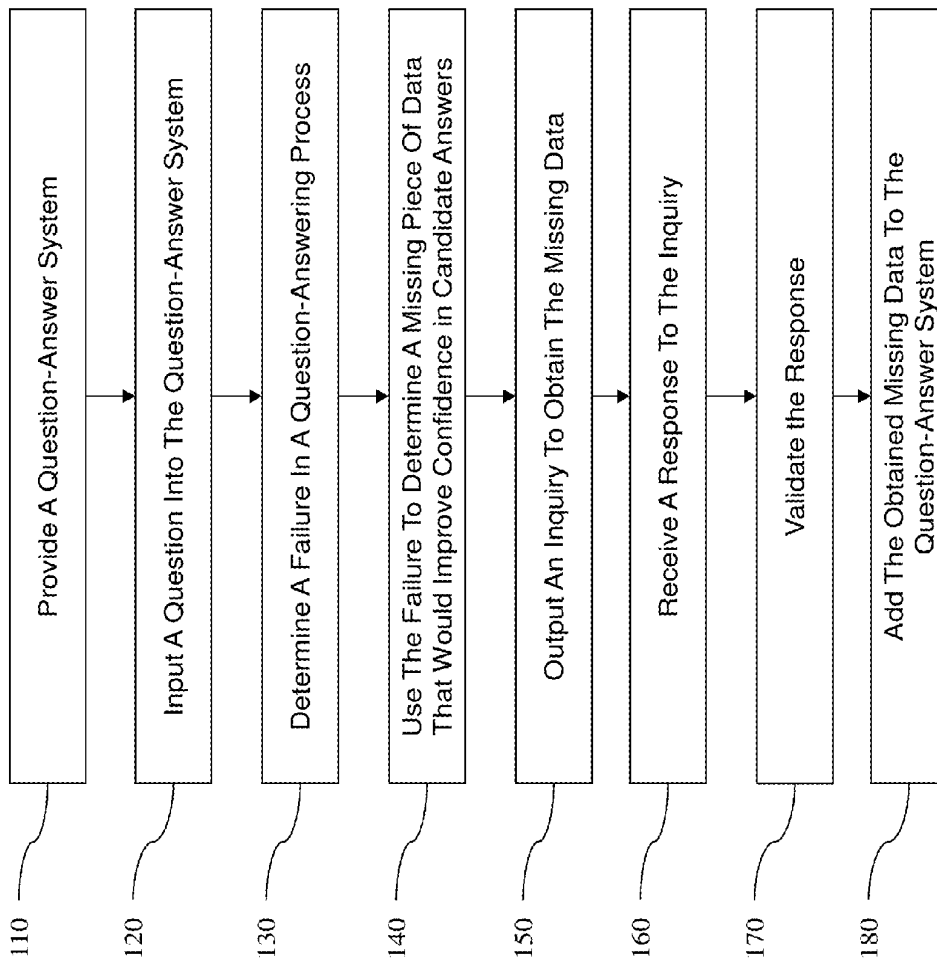 110
Provide A Question-Answer System
120
Input A Question Into The Question-Answer System
130
Determine A Failure In A Question-Answering Process
140
Use The Failure To Determine A Missing Piece Of Data
That Would Improve Confidence in Candidate Answers
150
Output An Inquiry To Obtain The Missing Data
160
Receive A Response To The Inquiry
170
Validate the Response
180
Add The Obtained Missing Data To The
Question-Answer System